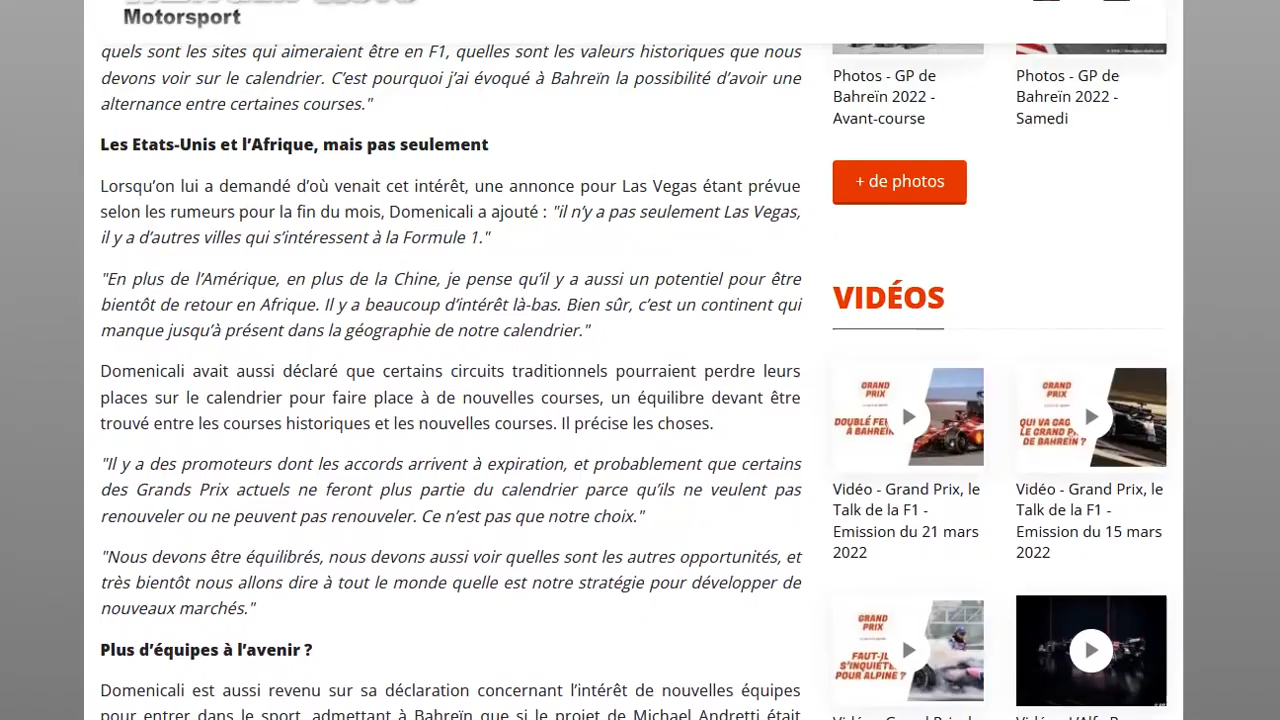 Motorsport
quels sont les sites qui aimeraient être en F1, quelles sont les valeurs historiques que nous
devons voir sur le calendrier. C’est pourquoi j’ai évoqué à Bahreïn la possibilité d’avoir une
alternance entre certaines courses."
Les Etats-Unis et l’Afrique, mais pas seulement
Lorsqu’on lui a demandé d’où venait cet intérêt, une annonce pour Las Vegas étant prévue
selon les rumeurs pour la fin du mois, Domenicali a ajouté : "il n’y a pas seulement Las Vegas,
il y a d’autres villes qui s’intéressent à la Formule 1."
"En plus de l’Amérique, en plus de la Chine, je pense qu’il y a aussi un potentiel pour être
bientôt de retour en Afrique. Il y a beaucoup d’intérêt là-bas. Bien sûr, c’est un continent qui
manque jusqu’à présent dans la géographie de notre calendrier."
Domenicali avait aussi déclaré que certains circuits traditionnels pourraient perdre leurs
places sur le calendrier pour faire place à de nouvelles courses, un équilibre devant être
trouvé entre les courses historiques et les nouvelles courses. Il précise les choses.
"Il y a des promoteurs dont les accords arrivent à expiration, et probablement que certains
des Grands Prix actuels ne feront plus partie du calendrier parce qu’ils ne veulent pas
renouveler ou ne peuvent pas renouveler. Ce n’est pas que notre choix."
"Nous devons être équilibrés, nous devons aussi voir quelles sont les autres opportunités, et
très bientôt nous allons dire à tout le monde quelle est notre stratégie pour développer de
nouveaux marchés."
Plus d’équipes à l’avenir ?
Domenicali est aussi revenu sur sa déclaration concernant l’intérêt de nouvelles équipes
pour entrer dans le sport, admettant à Bahreïn que si le projet de Michael Andretti était
Photos - GP de
Bahreïn 2022 -
Avant-course
Photos - GP de
Bahreïn 2022 -
Samedi
+ de photos
VIDÉOS
GRAND
PRIX
DOUBLÉ
À BAHREÏN
Vidéo - Grand Prix, le
Talk de la F1 -
Emission du 21 mars
2022
GRAND
PRIX
QUI VA
LE GRAND
DE BAHREÏN ?
Vidéo - Grand Prix, le
Talk de la F1 -
Emission du 15 mars
2022
GRAND
PRIX
FAUT-IL
S’INQUIÉTER
POUR ALPINE ?